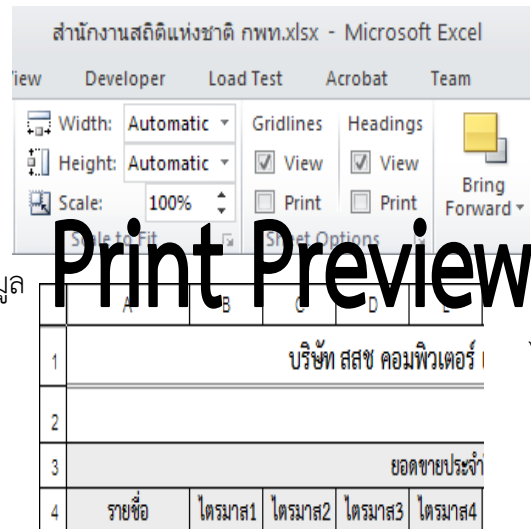 สำนักงานสถิติแห่งชาติ กพท.xlsx - Microsoft Excel
iew Developer Load Test Acrobat Team
Width: Automatic Gridlines Headings
Height: Automatic View View
Scale: 100% Print Print Bring Forward
Scale to Fit Sheet Options
Print Preview
มูล
A B C D E
1 บริษัท สสช คอมพิวเตอร์
2
3 ยอดขายประจำ
4 รายชื่อ ไตรมาส1 ไตรมาส2 ไตรมาส3 ไตรมาส4